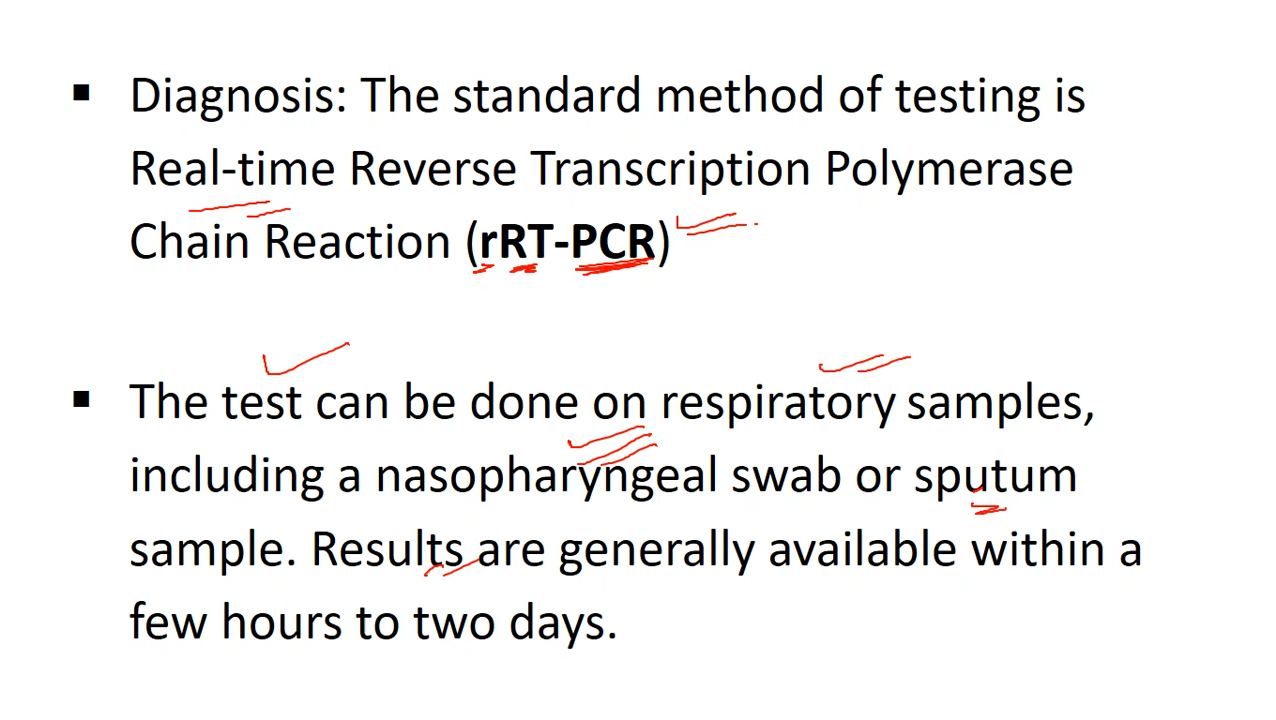 ▪ Diagnosis: The standard method of testing is
Real-time Reverse Transcription Polymerase
Chain Reaction (rRT-PCR)
▪ The test can be done on respiratory samples,
including a nasopharyngeal swab or sputum
sample. Results are generally available within a
few hours to two days.